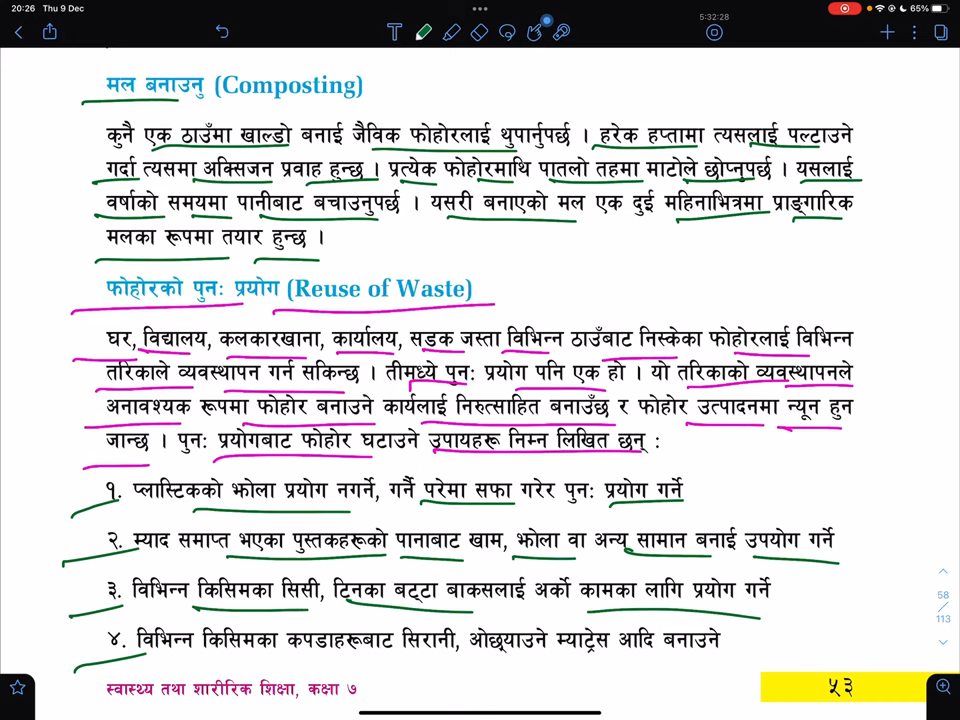 20:26 Thu 9 Dec
5:32:28
65%
मल बनाउनु (Composting)
कुनै एक ठाउँमा खाल्डो बनाई जैविक फोहोरलाई थुपार्नुपर्छ । हरेक हप्तामा त्यसलाई पल्टाउने
गर्दा त्यसमा अक्सिजन प्रवाह हुन्छ । प्रत्येक फोहोरमाथि पातलो तहमा माटोले छोप्नुपर्छ । यसलाई
वर्षाको समयमा पानीबाट बचाउनुपर्छ । यसरी बनाएको मल एक दुई महिनाभित्रमा प्राङ्गारिक
मलका रूपमा तयार हुन्छ ।
फोहोरको पुनः प्रयोग (Reuse of Waste)
घर, विद्यालय, कलकारखाना, कार्यालय, सडक जस्ता विभिन्न ठाउँबाट निस्केका फोहोरलाई विभिन्न
तरिकाले व्यवस्थापन गर्न सकिन्छ । तीमध्ये पुनः प्रयोग पनि एक हो । यो तरिकाको व्यवस्थापनले
अनावश्यक रूपमा फोहोर बनाउने कार्यलाई निरुत्साहित बनाउँछ र फोहोर उत्पादनमा न्यून हुन
जान्छ । पुनः प्रयोगबाट फोहोर घटाउने उपायहरू निम्न लिखित छन् :
१. प्लास्टिकको झोला प्रयोग नगर्ने, गर्नै परेमा सफा गरेर पुनः प्रयोग गर्ने
२. म्याद समाप्त भएका पुस्तकहरूको पानाबाट खाम, झोला वा अन्य सामान बनाई उपयोग गर्ने
३. विभिन्न किसिमका सिसी, टिनका बट्टा बाकसलाई अर्को कामका लागि प्रयोग गर्ने
४. विभिन्न किसिमका कपडाहरूबाट सिरानी, ओछ्याउने म्याट्रेस आदि बनाउने
स्वास्थ्य तथा शारीरिक शिक्षा, कक्षा ७
५३
58
113